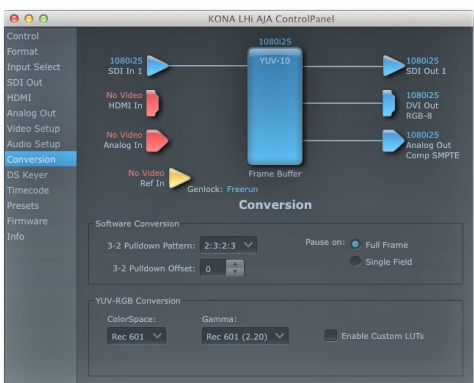 KONA LHi AJA ControlPanel
Control
Format
Input Select
SDI Out
HDMI
Analog Out
Video Setup
Audio Setup
Conversion
DS Keyer
Timecode
Presets
Firmware
Info
1080i25
SDI In 1
No Video
HDMI In
No Video
Analog In
No Video
Ref In
Genlock: Freerun
1080i25
YUV-10
Frame Buffer
1080i25
SDI Out 1
1080i25
DVI Out
RGB-8
1080i25
Analog Out
Comp SMPTE
Conversion
Software Conversion
3-2 Pulldown Pattern: 2:3:2:3
3-2 Pulldown Offset: 0
Pause on: Full Frame
Single Field
YUV-RGB Conversion
ColorSpace:
Rec 601
Gamma:
Rec 601 (2.20)
Enable Custom LUTs